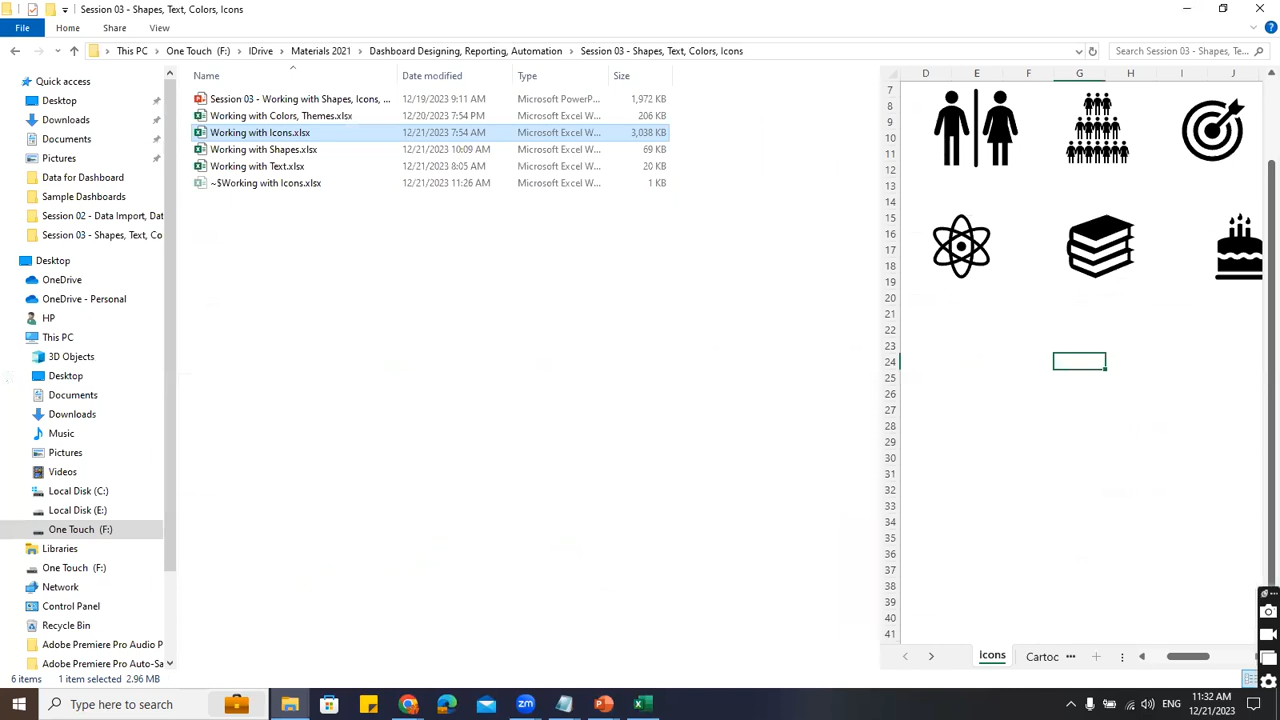 Session 03 - Shapes, Text, Colors, Icons
File Home Share View
This PC One Touch (F:) IDrive Materials 2021 Dashboard Designing, Reporting, Automation Session 03 - Shapes, Text, Colors, Icons Search Session 03 - Shapes, Te...
Name Date modified Type Size
Session 03 - Working with Shapes, Icons, ... 12/19/2023 9:11 AM Microsoft PowerP... 1,972 KB
Working with Colors, Themes.xlsx 12/20/2023 7:54 PM Microsoft Excel W... 206 KB
Working with Icons.xlsx 12/21/2023 7:54 AM Microsoft Excel W... 3,038 KB
Working with Shapes.xlsx 12/21/2023 10:09 AM Microsoft Excel W... 69 KB
Working with Text.xlsx 12/21/2023 8:05 AM Microsoft Excel W... 20 KB
~$Working with Icons.xlsx 12/21/2023 11:26 AM Microsoft Excel W... 1 KB
Quick access
Desktop
Downloads
Documents
Pictures
Data for Dashboard
Sample Dashboards
Session 02 - Data Import, Dat
Session 03 - Shapes, Text, Co
Desktop
OneDrive
OneDrive - Personal
HP
This PC
3D Objects
Desktop
Documents
Downloads
Music
Pictures
Videos
Local Disk (C:)
Local Disk (E:)
One Touch (F:)
Libraries
One Touch (F:)
Network
Control Panel
Recycle Bin
Adobe Premiere Pro Audio P
Adobe Premiere Pro Auto-Sa
D E F G H I J
7
8
9
10
11
12
13
14
15
16
17
18
19
20
21
22
23
24
25
26
27
28
29
30
31
32
33
34
35
36
37
38
39
40
41
Icons Cartoc ...
6 items 1 item selected 2.96 MB
Type here to search
zm
ENG
11:32 AM
12/21/2023